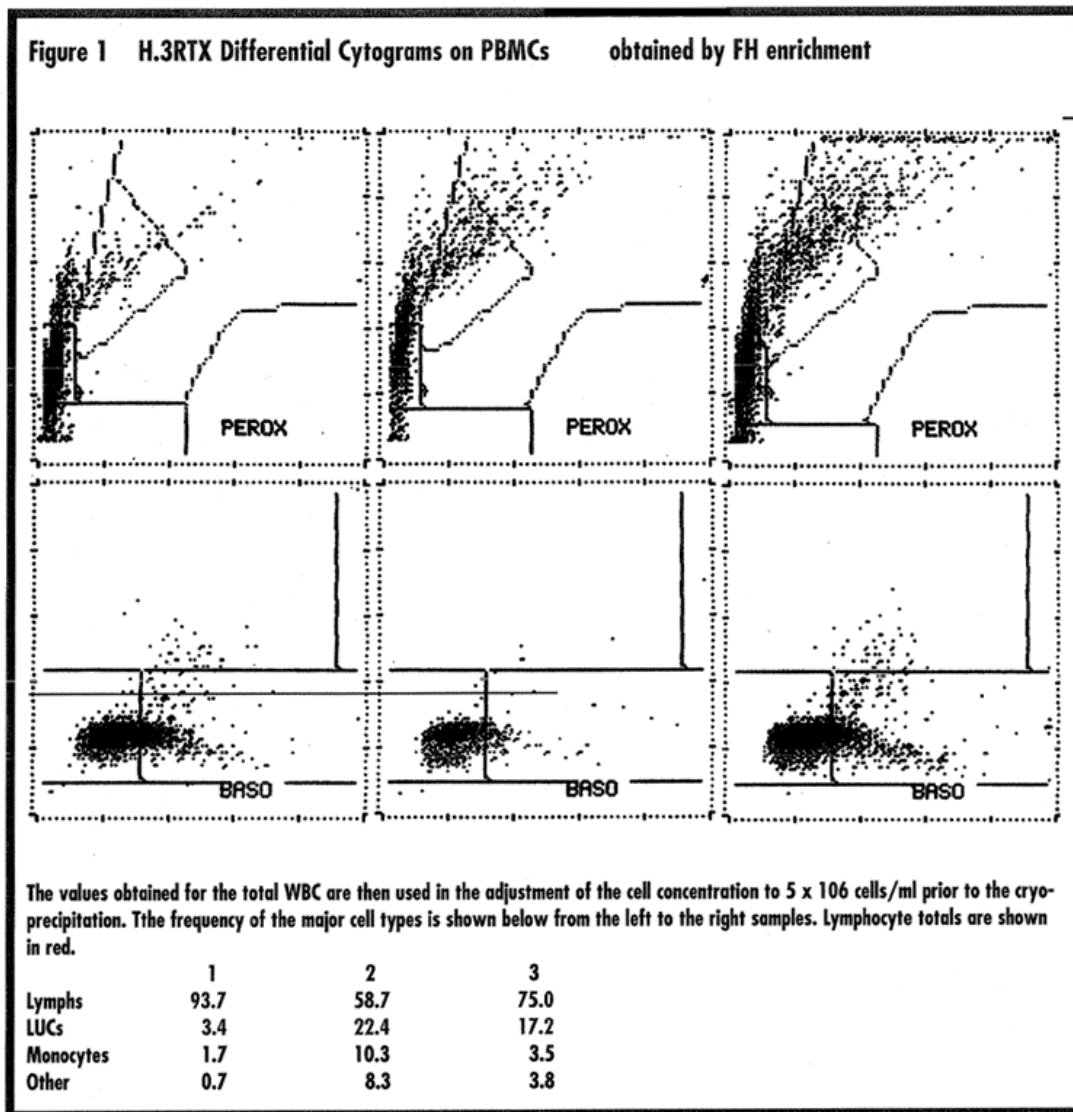 Figure 1 H.3RTX Differential Cytograms on PBMCs obtained by FH enrichment
PEROX PEROX PEROX
BASO BASO BASO
The values obtained for the total WBC are then used in the adjustment of the cell concentration to 5 x 106 cells/ml prior to the cryo-
precipitation. Tthe frequency of the major cell types is shown below from the left to the right samples. Lymphocyte totals are shown
in red.
1 2 3
Lymphs 93.7 58.7 75.0
LUCs 3.4 22.4 17.2
Monocytes 1.7 10.3 3.5
Other 0.7 8.3 3.8